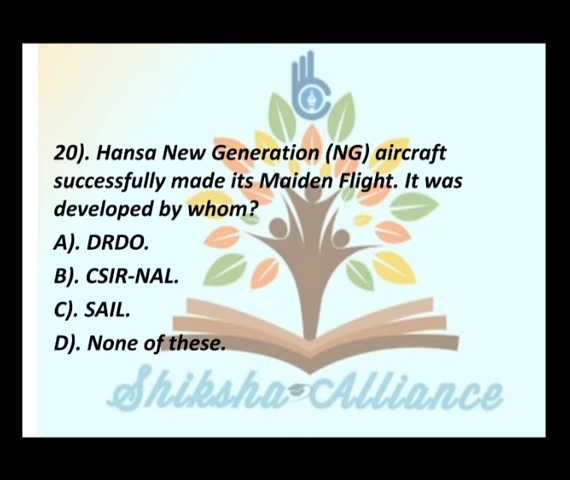 20). Hansa New Generation (NG) aircraft
successfully made its Maiden Flight. It was
developed by whom?
A). DRDO.
B). CSIR-NAL.
C). SAIL.
D). None of these.
Shiksha Alliance